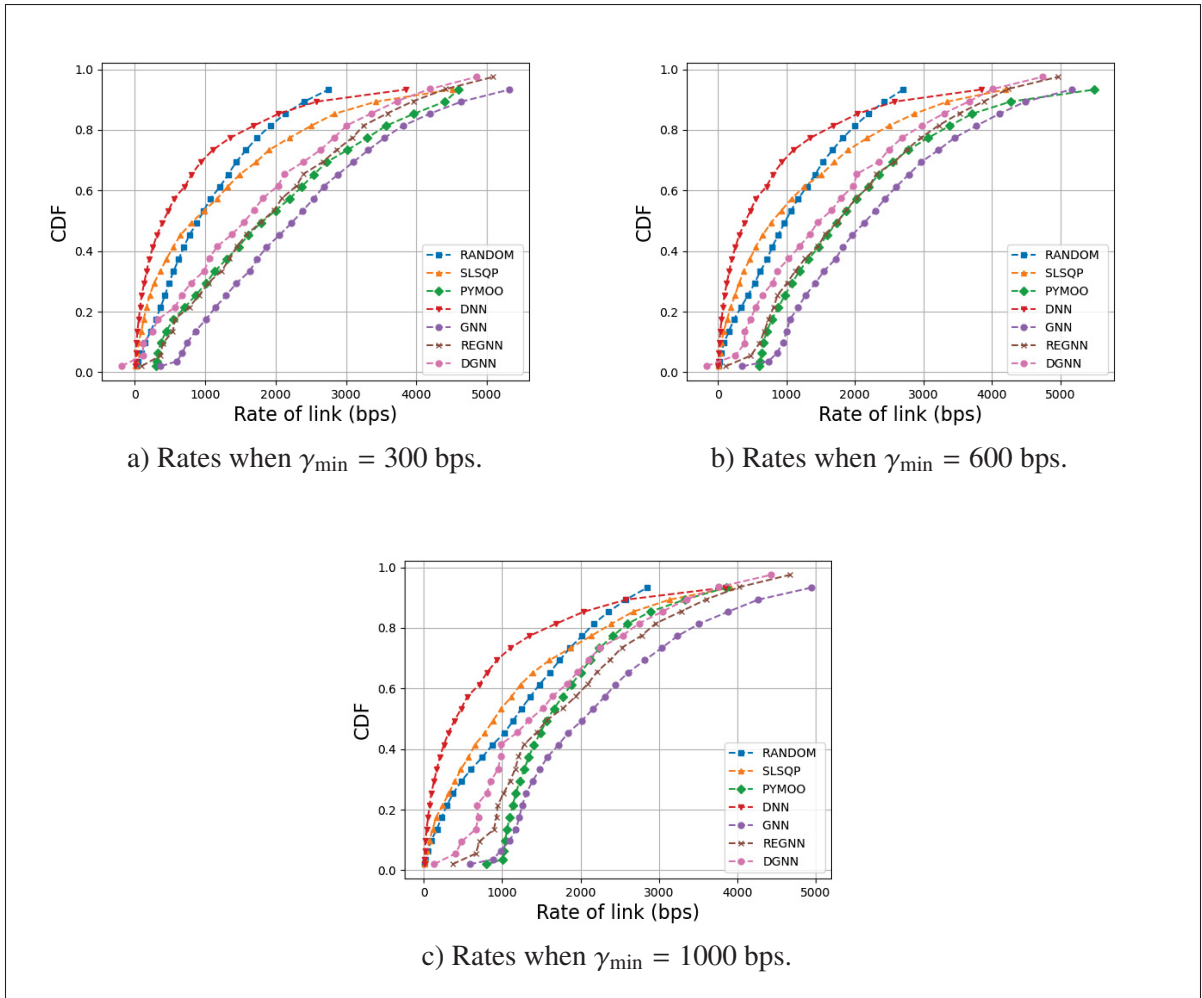 1.0
0.8
0.6
0.4
0.2
0.0
CDF
0 1000 2000 3000 4000 5000
Rate of link (bps)
RANDOM
SLSQP
PYMOO
DNN
GNN
REGNN
DGNN
a) Rates when γmin = 300 bps.
1.0
0.8
0.6
0.4
0.2
0.0
CDF
0 1000 2000 3000 4000 5000
Rate of link (bps)
RANDOM
SLSQP
PYMOO
DNN
GNN
REGNN
DGNN
b) Rates when γmin = 600 bps.
1.0
0.8
0.6
0.4
0.2
0.0
CDF
0 1000 2000 3000 4000 5000
Rate of link (bps)
RANDOM
SLSQP
PYMOO
DNN
GNN
REGNN
DGNN
c) Rates when γmin = 1000 bps.